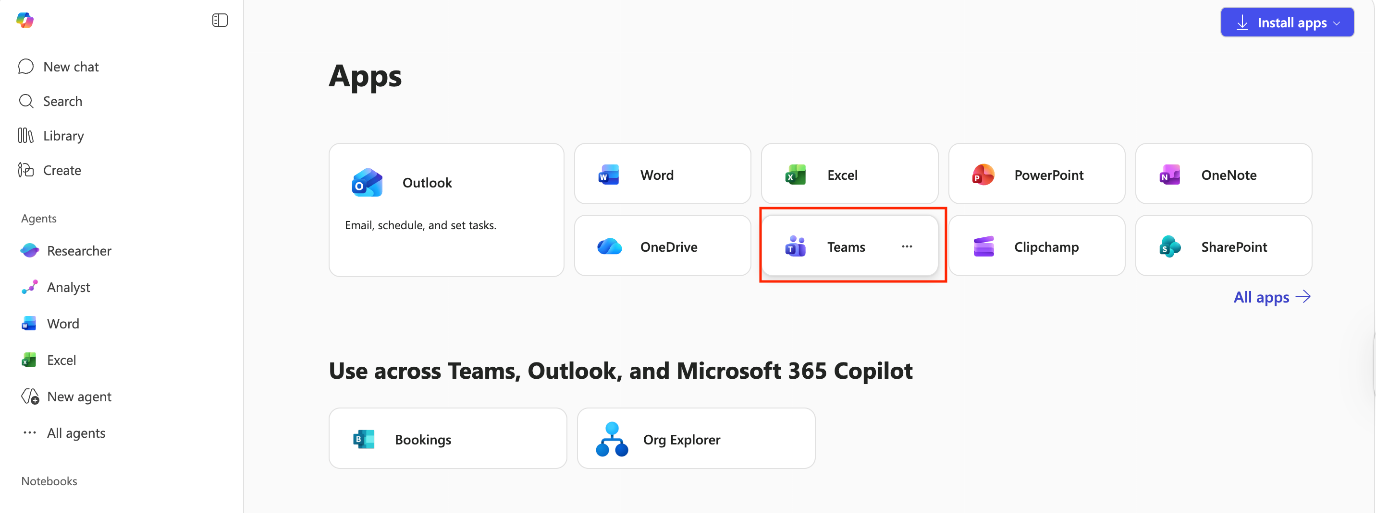 New chat
Search
Library
Create
Agents
Researcher
Analyst
Word
Excel
New agent
All agents
Notebooks
Install apps
Apps
Outlook
Email, schedule, and set tasks.
Word
Excel
PowerPoint
OneNote
OneDrive
Teams
Clipchamp
SharePoint
All apps
Use across Teams, Outlook, and Microsoft 365 Copilot
Bookings
Org Explorer